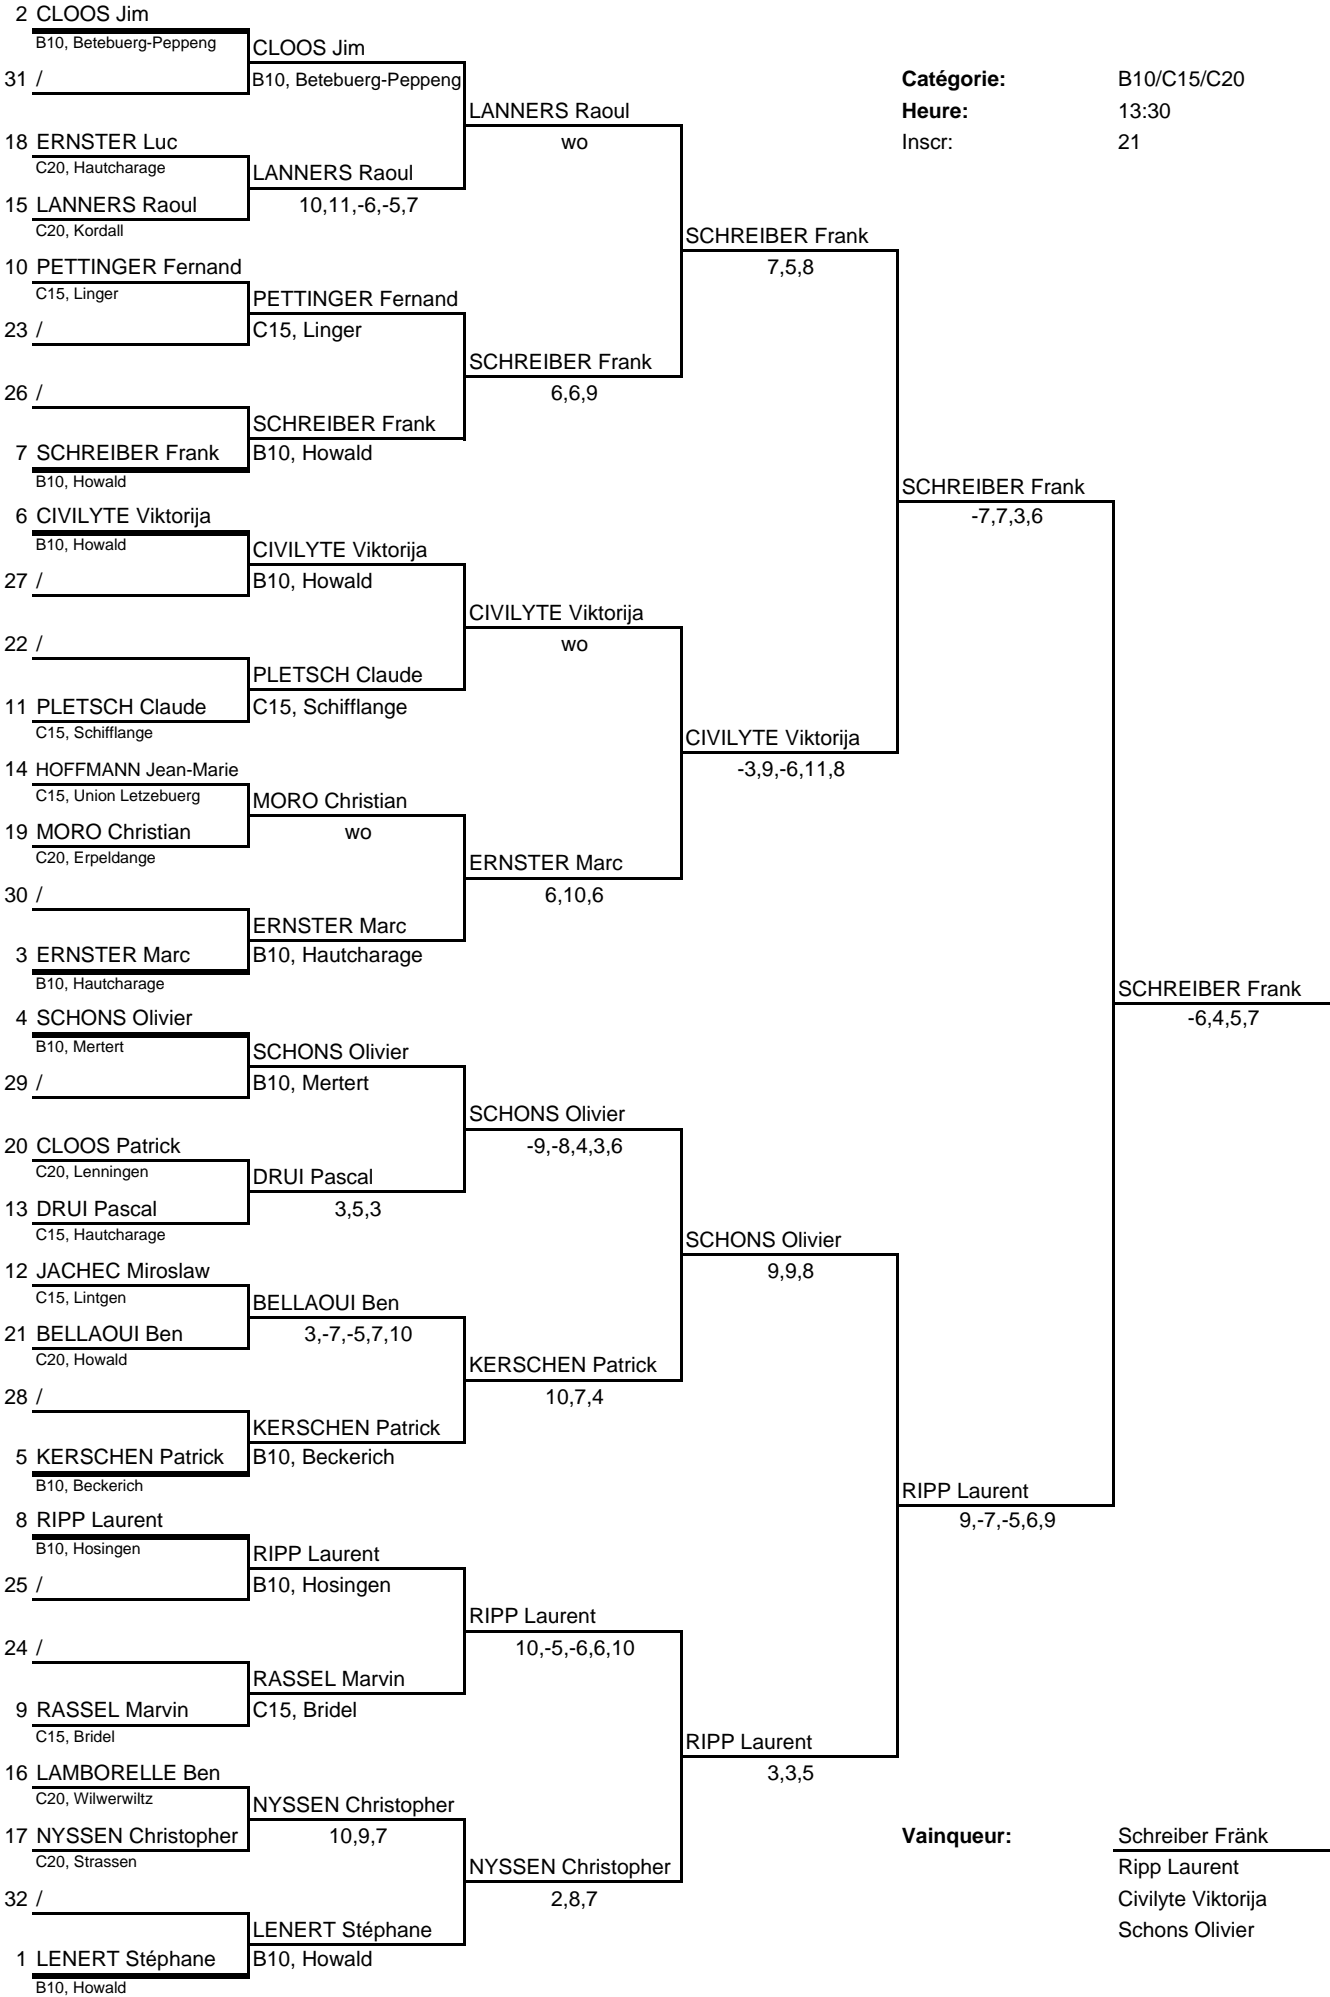 2 CLOOS Jim
B10, Betebuerg-Peppeng
CLOOS Jim
31 /
B10, Betebuerg-Peppeng
Catégorie: B10/C15/C20
LANNERS Raoul
Heure: 13:30
18 ERNSTER Luc
wo
Inscr: 21
C20, Hautcharage
LANNERS Raoul
15 LANNERS Raoul
10,11,-6,-5,7
C20, Kordall
SCHREIBER Frank
10 PETTINGER Fernand
7,5,8
C15, Linger
PETTINGER Fernand
23 /
C15, Linger
SCHREIBER Frank
26 /
6,6,9
SCHREIBER Frank
7 SCHREIBER Frank
B10, Howald
B10, Howald
SCHREIBER Frank
6 CIVILYTE Viktorija
-7,7,3,6
B10, Howald
CIVILYTE Viktorija
27 /
B10, Howald
CIVILYTE Viktorija
22 /
wo
PLETSCH Claude
11 PLETSCH Claude
C15, Schifflange
C15, Schifflange
CIVILYTE Viktorija
14 HOFFMANN Jean-Marie
-3,9,-6,11,8
C15, Union Letzebuerg
MORO Christian
19 MORO Christian
wo
C20, Erpeldange
ERNSTER Marc
30 /
6,10,6
ERNSTER Marc
3 ERNSTER Marc
B10, Hautcharage
B10, Hautcharage
SCHREIBER Frank
4 SCHONS Olivier
-6,4,5,7
B10, Mertert
SCHONS Olivier
29 /
B10, Mertert
SCHONS Olivier
20 CLOOS Patrick
-9,-8,4,3,6
C20, Lenningen
DRUI Pascal
13 DRUI Pascal
3,5,3
C15, Hautcharage
SCHONS Olivier
12 JACHEC Miroslaw
9,9,8
C15, Lintgen
BELLAOUI Ben
21 BELLAOUI Ben
3,-7,-5,7,10
C20, Howald
KERSCHEN Patrick
28 /
10,7,4
KERSCHEN Patrick
5 KERSCHEN Patrick
B10, Beckerich
B10, Beckerich
RIPP Laurent
8 RIPP Laurent
9,-7,-5,6,9
B10, Hosingen
RIPP Laurent
25 /
B10, Hosingen
RIPP Laurent
24 /
10,-5,-6,6,10
RASSEL Marvin
9 RASSEL Marvin
C15, Bridel
C15, Bridel
RIPP Laurent
16 LAMBORELLE Ben
3,3,5
C20, Wilwerwiltz
NYSSEN Christopher
17 NYSSEN Christopher
10,9,7
Vainqueur: Schreiber Fränk
C20, Strassen
NYSSEN Christopher
Ripp Laurent
32 /
2,8,7
Civilyte Viktorija
LENERT Stéphane
Schons Olivier
1 LENERT Stéphane
B10, Howald
B10, Howald